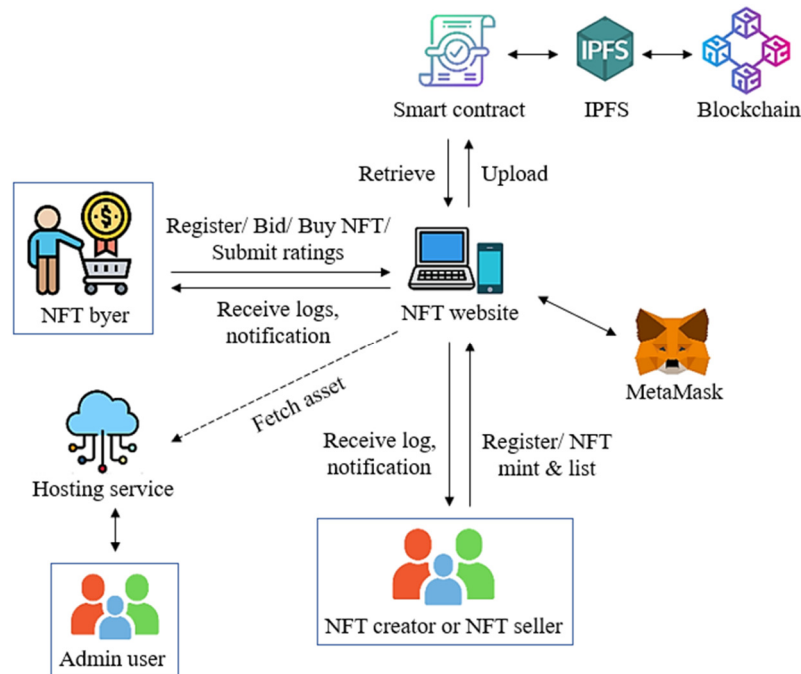 IPFS
Smart contract
IPFS
Blockchain
Retrieve
Upload
Register/ Bid/ Buy NFT/
Submit ratings
NFT byer
Receive logs,
notification
NFT website
MetaMask
Fetch asset
Hosting service
Receive log,
notification
Register/ NFT
mint & list
Admin user
NFT creator or NFT seller